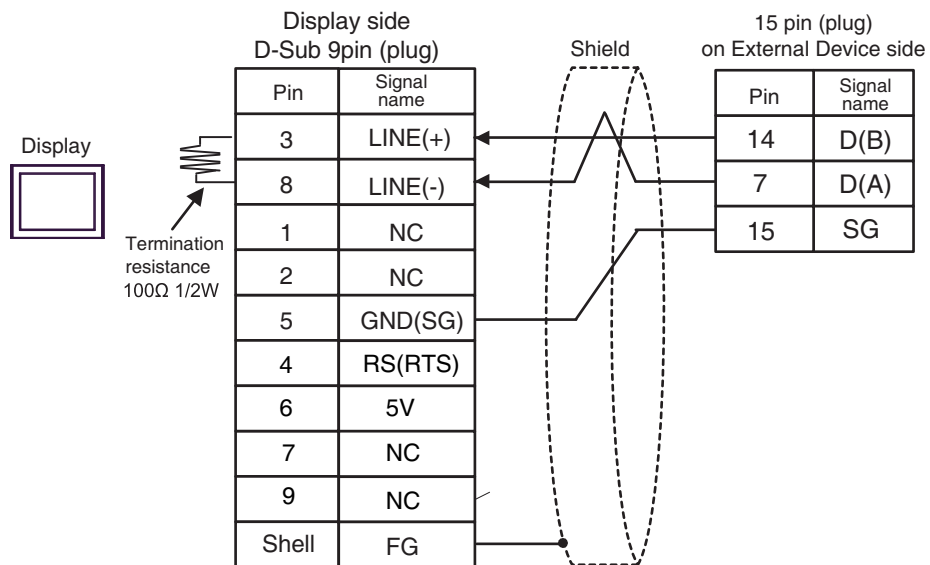 Display side
D-Sub 9pin (plug)
Shield
15 pin (plug)
on External Device side
Display
Termination
resistance
100Ω 1/2W
Pin Signal name
3 LINE(+)
8 LINE(-)
1 NC
2 NC
5 GND(SG)
4 RS(RTS)
6 5V
7 NC
9 NC
Shell FG
Pin Signal name
14 D(B)
7 D(A)
15 SG